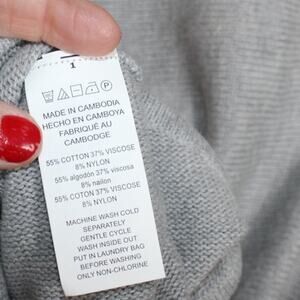 1
MADE IN CAMBODIA
HECHO EN CAMBOYA
FABRIQUÉ AU
CAMBODGE
55% COTTON 37% VISCOSE
8% NYLON
55% algodón 37% viscosa
8% nailon
55% COTON 37% VISCOSE
8% NYLON
MACHINE WASH COLD
SEPARATELY
GENTLE CYCLE
WASH INSIDE OUT
PUT IN LAUNDRY BAG
BEFORE WASHING
ONLY NON-CHLORINE